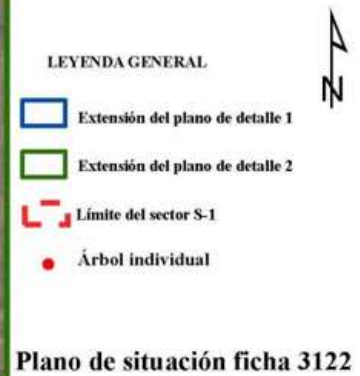 N
LEYENDA GENERAL
Extensión del plano de detalle 1
Extensión del plano de detalle 2
Límite del sector S-1
Árbol individual
Plano de situación ficha 3122